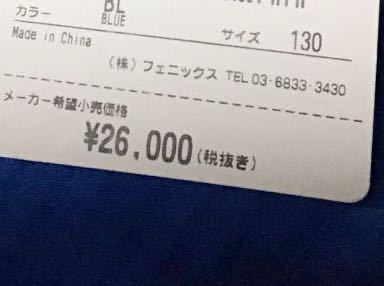 カラー BL サイズ 130
BLUE
Made in China
(株) フェニックス TEL 03-6833-3430
メーカー希望小売価格
¥26,000(税抜き)